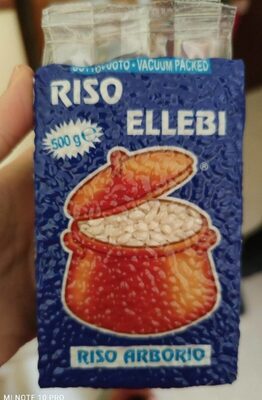 SOTTOVUOTO - VACUUM PACKED
RISO
ELLEBI
500 g e
®
RISO ARBORIO
MI NOTE 10 PRO